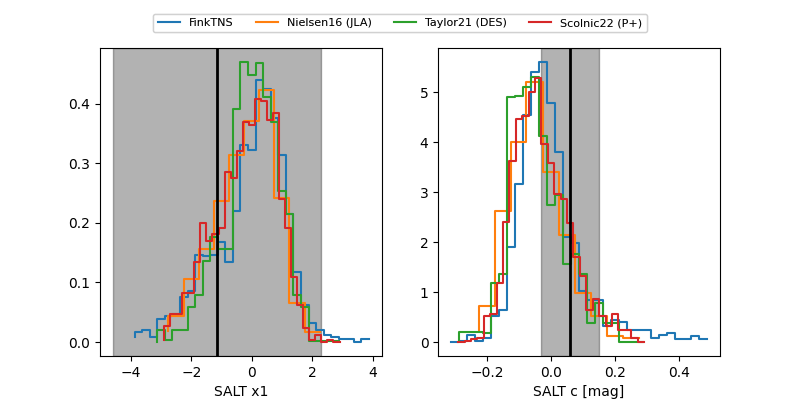 FinkTNS Nielsen16 (JLA) Taylor21 (DES) Scolnic22 (P+)
0.4
0.3
0.2
0.1
0.0
−4 −2 0 2 4
SALT x1
5
4
3
2
1
0
−0.2 0.0 0.2 0.4
SALT c [mag]